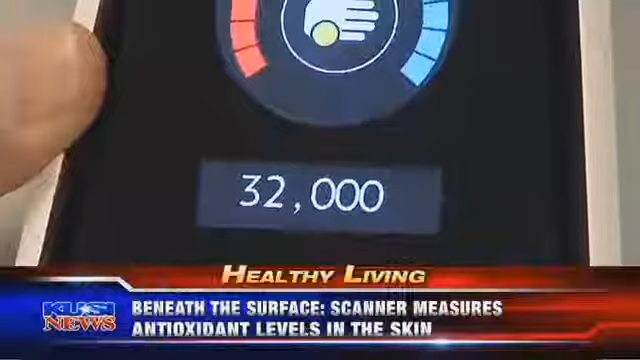 32,000
HEALTHY LIVING
KUSI
NEWS
BENEATH THE SURFACE: SCANNER MEASURES
ANTIOXIDANT LEVELS IN THE SKIN